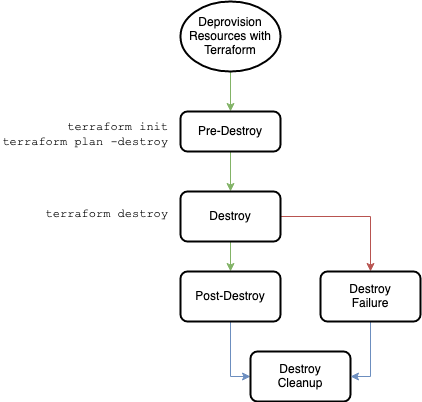 Deprovision
Resources with
Terraform
terraform init
terraform plan -destroy
Pre-Destroy
terraform destroy
Destroy
Post-Destroy
Destroy
Failure
Destroy
Cleanup